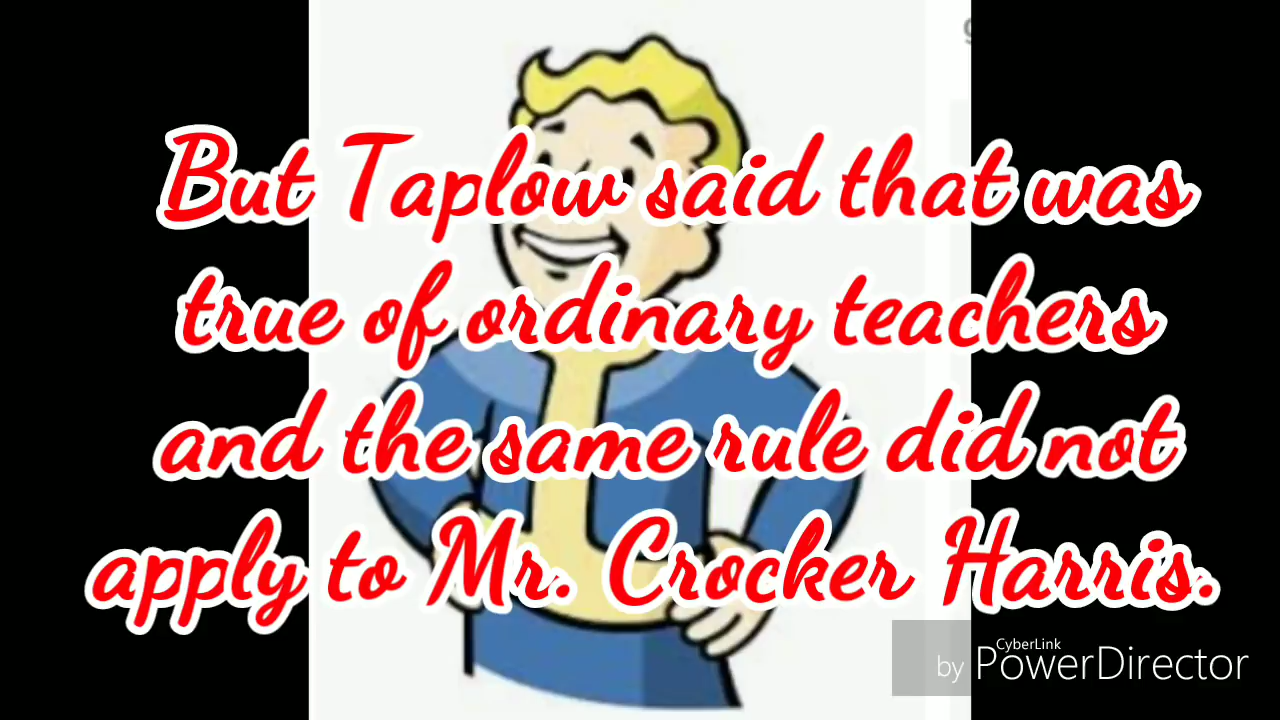 But Taplow said that was
true of ordinary teachers
and the same rule did not
apply to Mr. Crocker Harris.
CyberLink
by PowerDirector